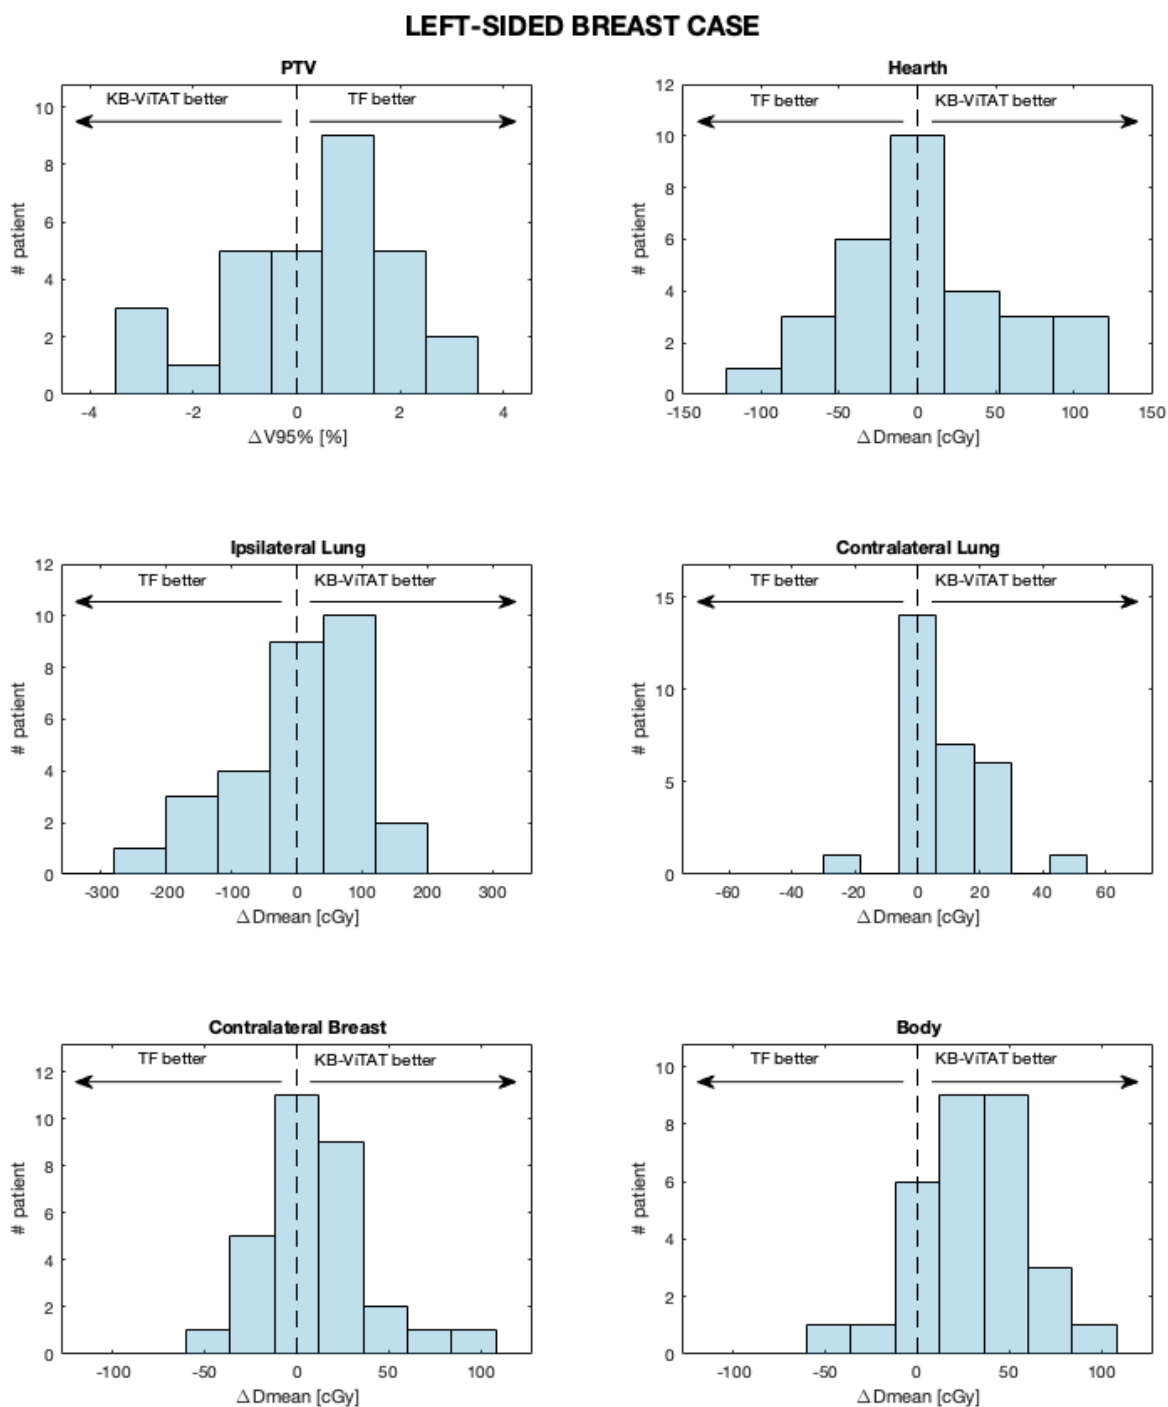 LEFT-SIDED BREAST CASE
PTV
KB-ViTAT better
TF better
10
8
6
4
2
0
# patient
-4
-2
0
2
4
ΔV95% [%]
Hearth
TF better
KB-ViTAT better
12
10
8
6
4
2
0
# patient
-150
-100
-50
0
50
100
150
ΔDmean [cGy]
Ipsilateral Lung
TF better
KB-ViTAT better
12
10
8
6
4
2
0
# patient
-300
-200
-100
0
100
200
300
ΔDmean [cGy]
Contralateral Lung
TF better
KB-ViTAT better
15
10
5
0
# patient
-60
-40
-20
0
20
40
60
ΔDmean [cGy]
Contralateral Breast
TF better
KB-ViTAT better
12
10
8
6
4
2
0
# patient
-100
-50
0
50
100
ΔDmean [cGy]
Body
TF better
KB-ViTAT better
10
8
6
4
2
0
# patient
-100
-50
0
50
100
ΔDmean [cGy]